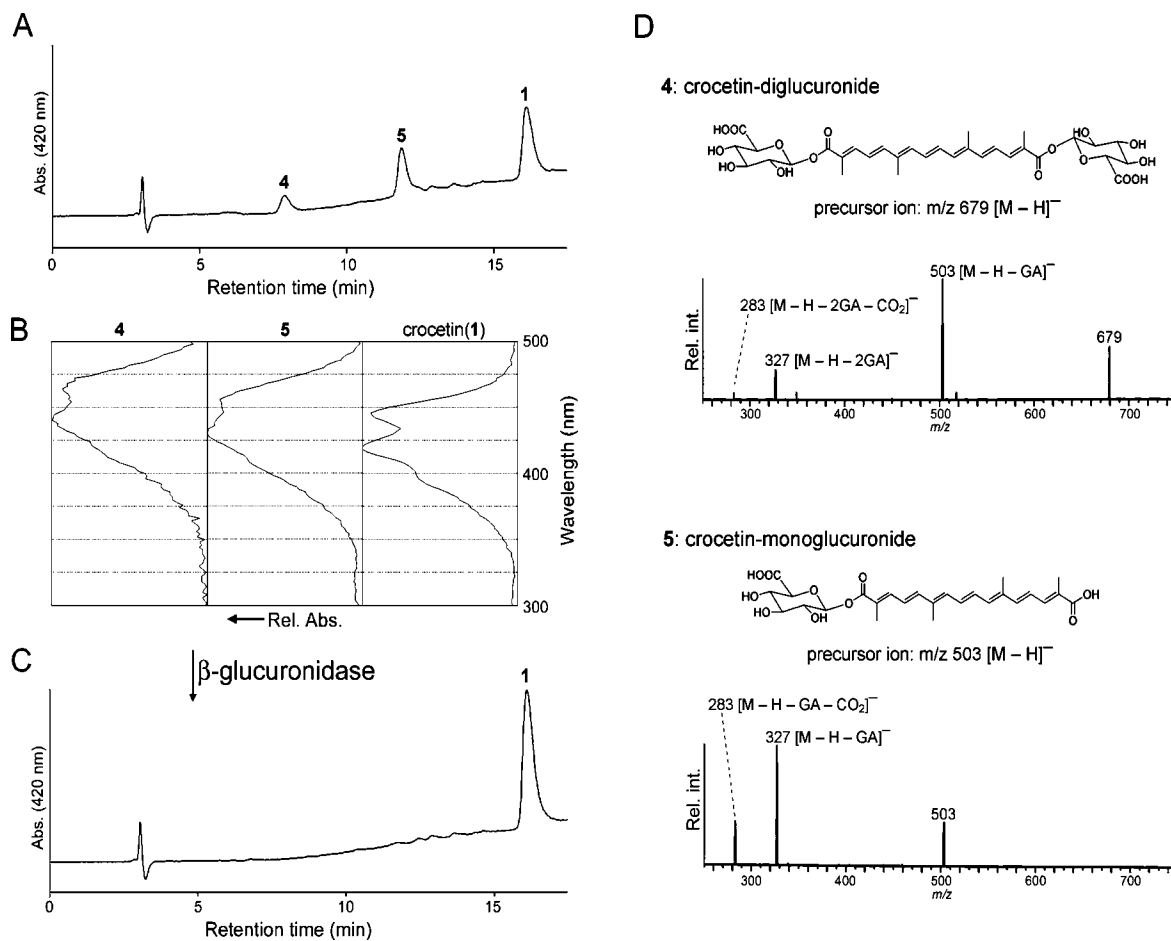 A
Abs. (420 nm)
4
5
1
0
5
10
15
Retention time (min)
B
4
5
crocetin(1)
500
400
300
Wavelength (nm)
← Rel. Abs.
C
β-glucuronidase
Abs. (420 nm)
1
0
5
10
15
Retention time (min)
D
4: crocetin-diglucuronide
HOOC
HO
HO
OH
O
O
O
O
O
HO
OH
O
OH
COOH
precursor ion: m/z 679 [M – H]⁻
Rel. int.
503 [M – H – GA]⁻
283 [M – H – 2GA – CO₂]⁻
327 [M – H – 2GA]⁻
679
300
400
500
600
700
m/z
5: crocetin-monoglucuronide
HOOC
HO
HO
OH
O
O
O
OH
O
precursor ion: m/z 503 [M – H]⁻
Rel. int.
283 [M – H – GA – CO₂]⁻
327 [M – H – GA]⁻
503
300
400
500
600
700
m/z